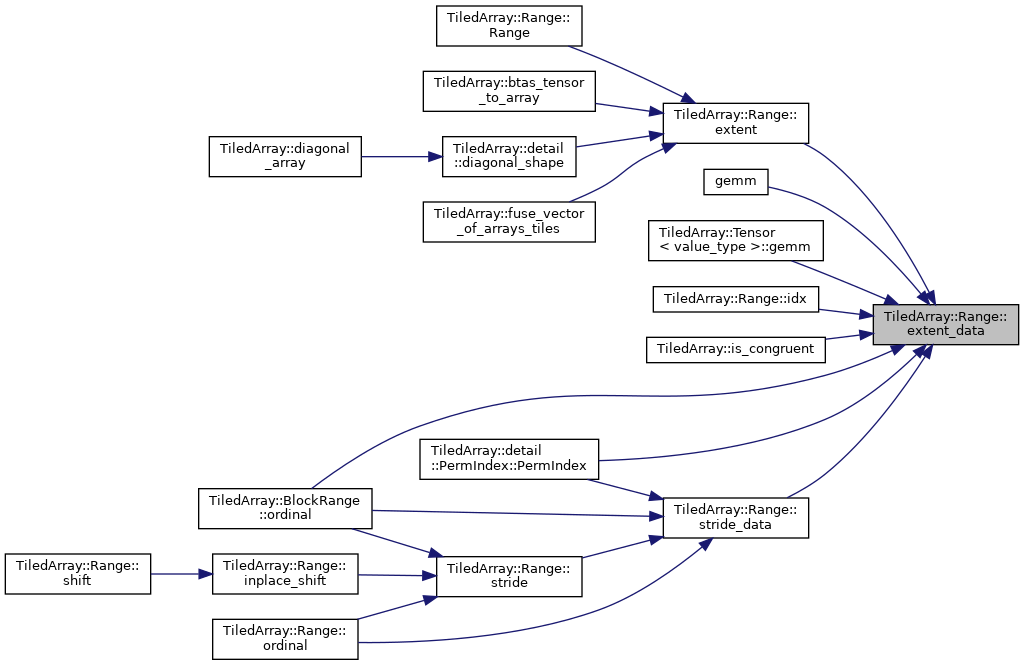 TiledArray::Range::
Range
TiledArray::btas_tensor
_to_array
TiledArray::Range::
extent
TiledArray::diagonal
_array
TiledArray::detail
::diagonal_shape
gemm
TiledArray::fuse_vector
_of_arrays_tiles
TiledArray::Tensor
< value_type >::gemm
TiledArray::Range::idx
TiledArray::Range::
extent_data
TiledArray::is_congruent
TiledArray::detail
::PermIndex::PermIndex
TiledArray::BlockRange
::ordinal
TiledArray::Range::
stride_data
TiledArray::Range::
shift
TiledArray::Range::
inplace_shift
TiledArray::Range::
stride
TiledArray::Range::
ordinal